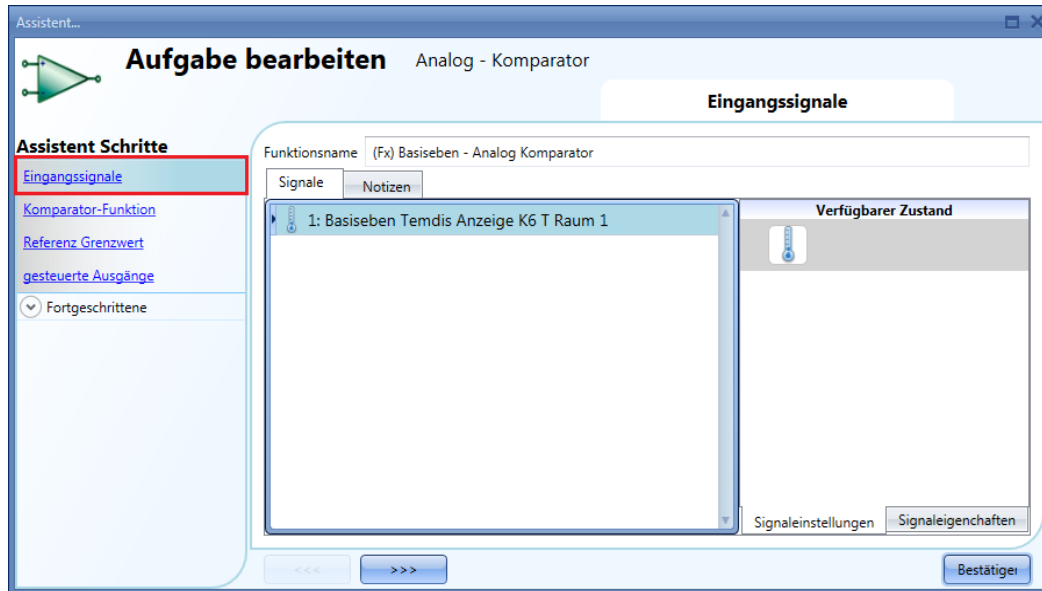 Assistent...
Aufgabe bearbeiten Analog - Komparator
Eingangssignale
Assistent Schritte
Eingangssignale
Komparator-Funktion
Referenz Grenzwert
gesteuerte Ausgänge
Fortgeschrittene
Funktionsname (Fx) Basiseben - Analog Komparator
Signale Notizen
1: Basiseben Temdis Anzeige K6 T Raum 1
Verfügbarer Zustand
Signaleinstellungen Signaleigenchaften
<<< >>> Bestätiger